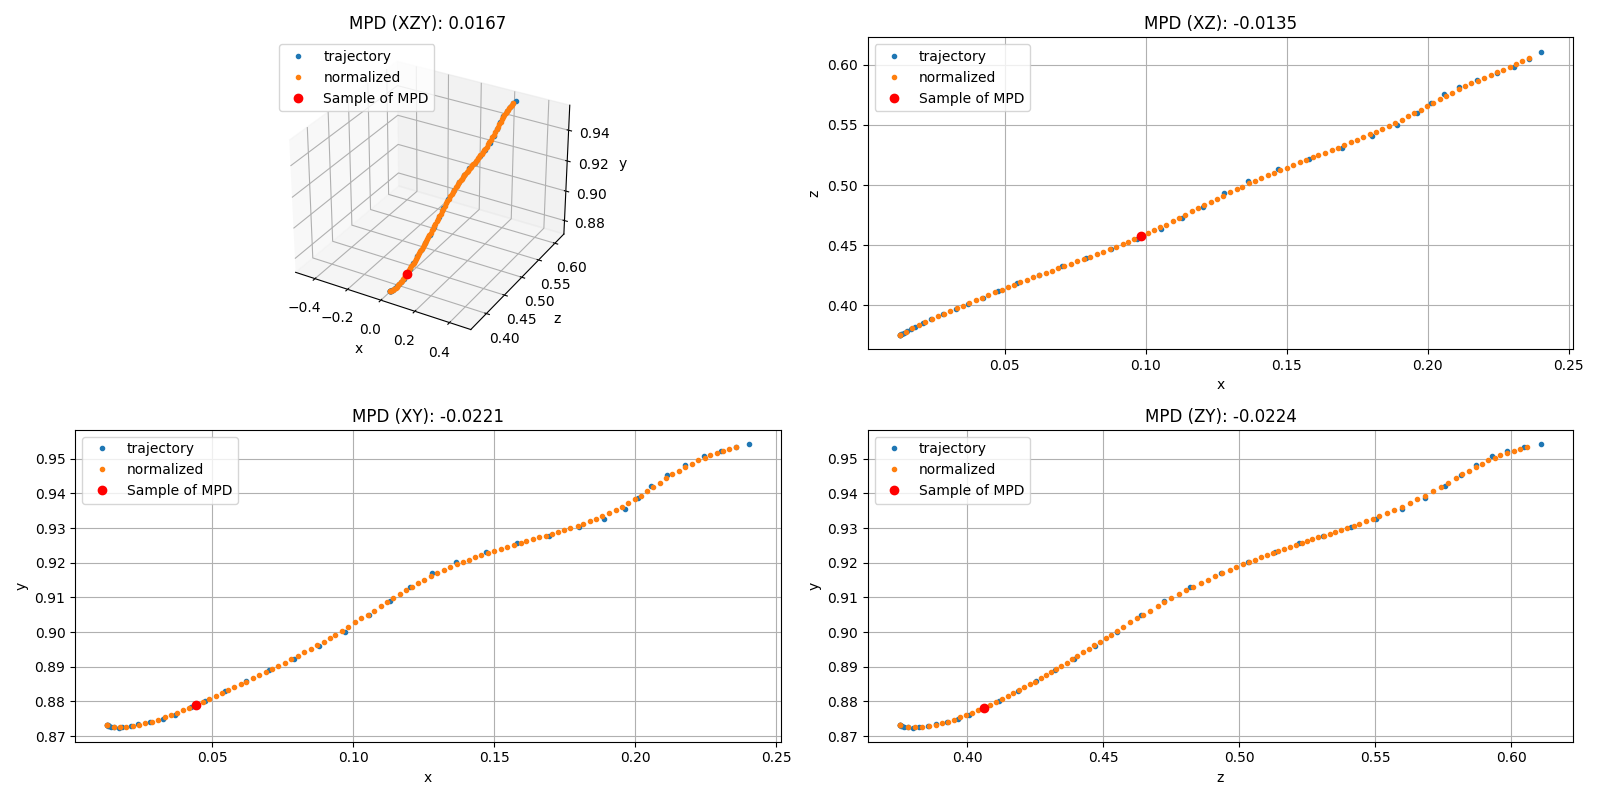 MPD (XZY): 0.0167
trajectory
normalized
Sample of MPD
0.94
0.92
0.90
0.88
y
−0.4
−0.2
0.0
0.2
0.4
x
0.40
0.45
0.50
0.55
0.60
z
MPD (XZ): -0.0135
trajectory
normalized
Sample of MPD
0.60
0.55
0.50
0.45
0.40
z
0.05 0.10 0.15 0.20 0.25
x
MPD (XY): -0.0221
trajectory
normalized
Sample of MPD
0.95
0.94
0.93
0.92
0.91
0.90
0.89
0.88
0.87
y
0.05 0.10 0.15 0.20 0.25
x
MPD (ZY): -0.0224
trajectory
normalized
Sample of MPD
0.95
0.94
0.93
0.92
0.91
0.90
0.89
0.88
0.87
y
0.40 0.45 0.50 0.55 0.60
z